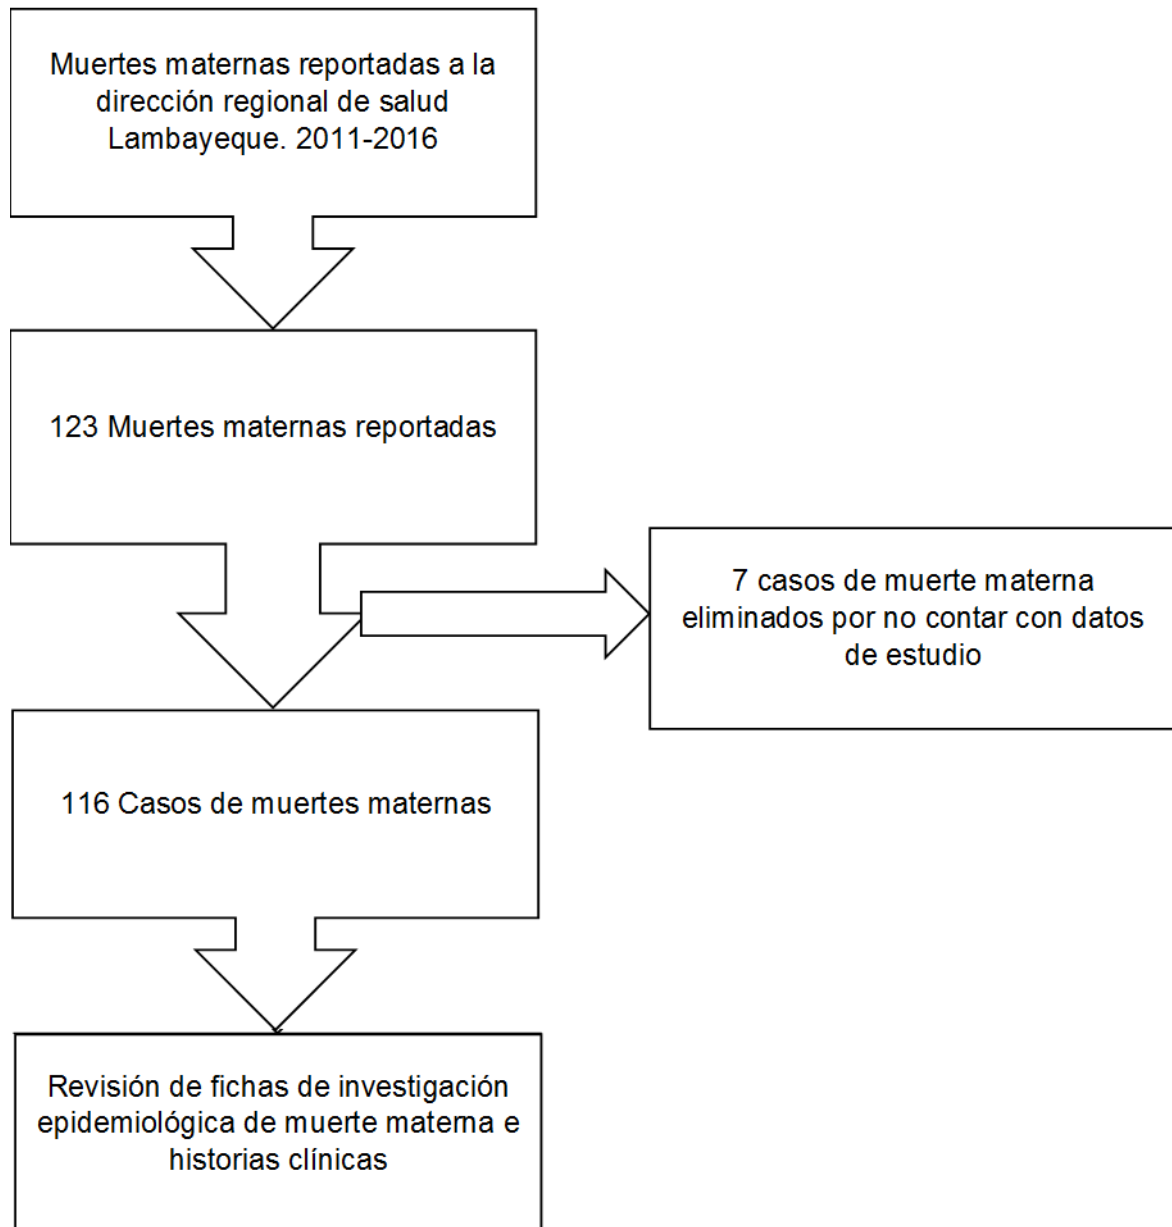 Muertes maternas reportadas a la
dirección regional de salud
Lambayeque. 2011-2016
123 Muertes maternas reportadas
7 casos de muerte materna
eliminados por no contar con datos
de estudio
116 Casos de muertes maternas
Revisión de fichas de investigación
epidemiológica de muerte materna e
historias clínicas